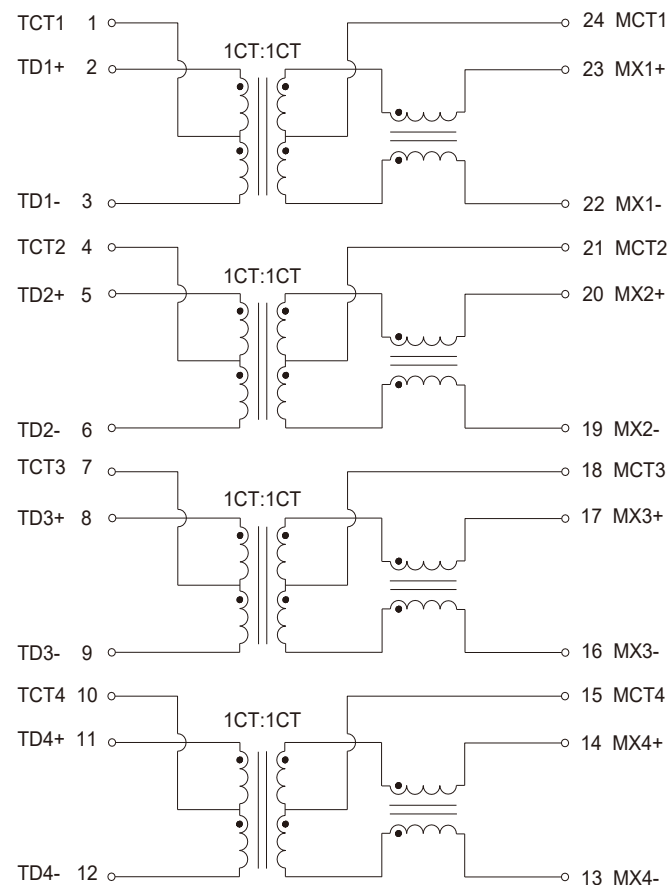 TCT1 1 24 MCT1
1CT:1CT
TD1+ 2 23 MX1+
TD1- 3 22 MX1-
TCT2 4 21 MCT2
1CT:1CT
TD2+ 5 20 MX2+
TD2- 6 19 MX2-
TCT3 7 18 MCT3
1CT:1CT
TD3+ 8 17 MX3+
TD3- 9 16 MX3-
TCT4 10 15 MCT4
1CT:1CT
TD4+ 11 14 MX4+
TD4- 12 13 MX4-